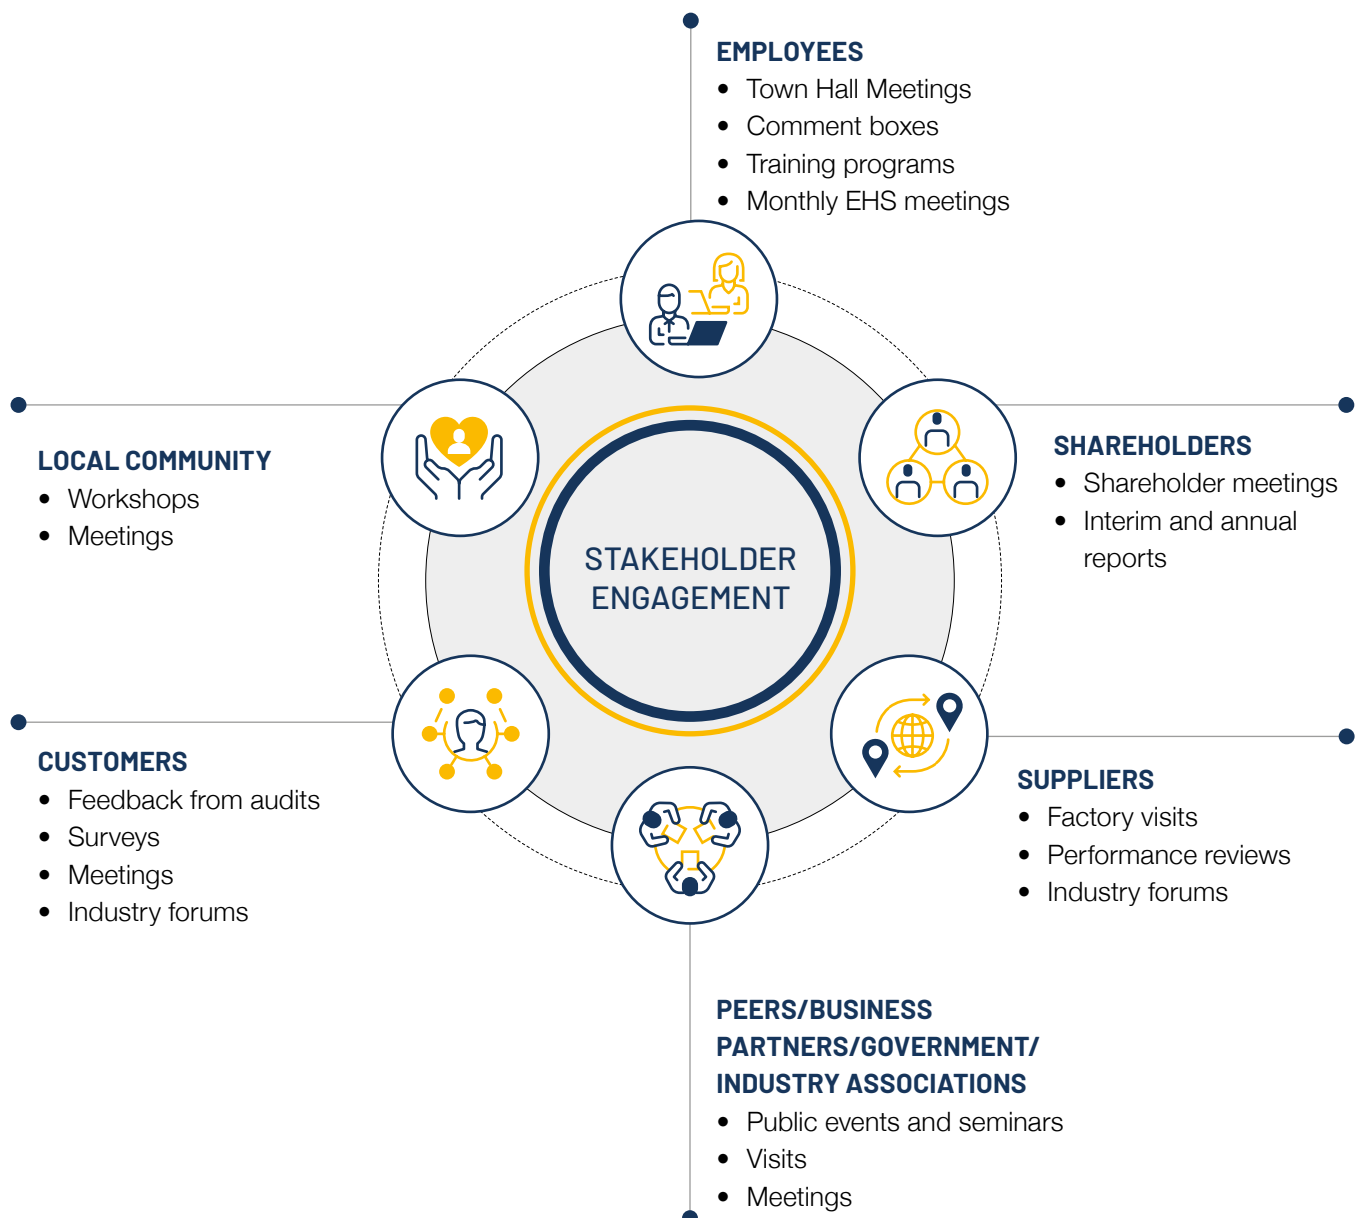 EMPLOYEES
• Town Hall Meetings
• Comment boxes
• Training programs
• Monthly EHS meetings
LOCAL COMMUNITY
• Workshops
• Meetings
SHAREHOLDERS
• Shareholder meetings
• Interim and annual
reports
STAKEHOLDER
ENGAGEMENT
CUSTOMERS
• Feedback from audits
• Surveys
• Meetings
• Industry forums
SUPPLIERS
• Factory visits
• Performance reviews
• Industry forums
PEERS/BUSINESS
PARTNERS/GOVERNMENT/
INDUSTRY ASSOCIATIONS
• Public events and seminars
• Visits
• Meetings